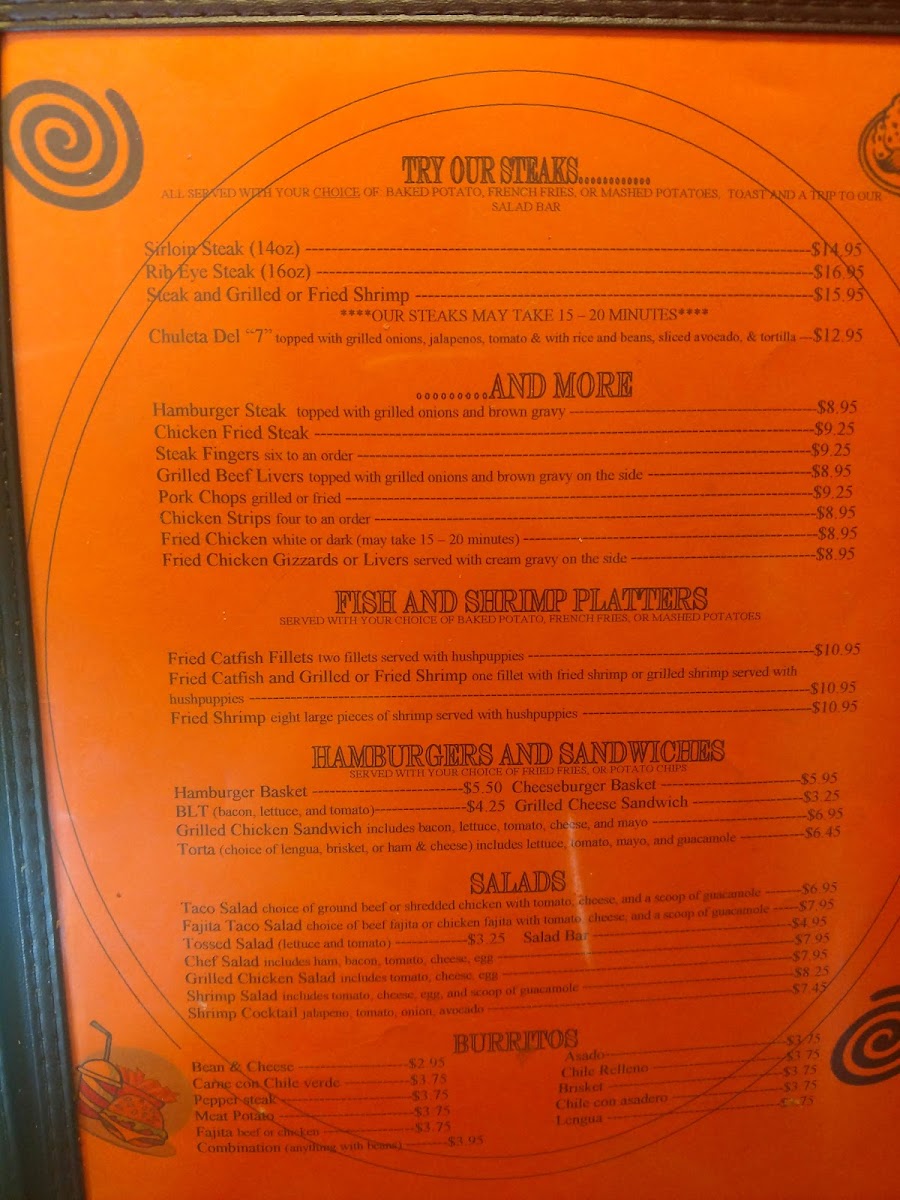 TRY OUR STEAKS............
ALL SERVED WITH YOUR CHOICE OF BAKED POTATO, FRENCH FRIES, OR MASHED POTATOES, TOAST AND A TRIP TO OUR
SALAD BAR
Sirloin Steak (14oz) $14.95
Rib Eye Steak (16oz) $16.95
Steak and Grilled or Fried Shrimp $15.95
****OUR STEAKS MAY TAKE 15 – 20 MINUTES****
Chuleta Del “7” topped with grilled onions, jalapenos, tomato & with rice and beans, sliced avocado, & tortilla $12.95
.........AND MORE
Hamburger Steak topped with grilled onions and brown gravy $8.95
Chicken Fried Steak $9.25
Steak Fingers six to an order $9.25
Grilled Beef Livers topped with grilled onions and brown gravy on the side $8.95
Pork Chops grilled or fried $9.25
Chicken Strips four to an order $8.95
Fried Chicken white or dark (may take 15 – 20 minutes) $8.95
Fried Chicken Gizzards or Livers served with cream gravy on the side $8.95
FISH AND SHRIMP PLATTERS
SERVED WITH YOUR CHOICE OF BAKED POTATO, FRENCH FRIES, OR MASHED POTATOES
Fried Catfish Fillets two fillets served with hushpuppies $10.95
Fried Catfish and Grilled or Fried Shrimp one fillet with fried shrimp or grilled shrimp served with
hushpuppies $10.95
Fried Shrimp eight large pieces of shrimp served with hushpuppies $10.95
HAMBURGERS AND SANDWICHES
SERVED WITH YOUR CHOICE OF FRIED FRIES, OR POTATO CHIPS
Hamburger Basket $5.50 Cheeseburger Basket $5.95
BLT (bacon, lettuce, and tomato) $4.25 Grilled Cheese Sandwich $3.25
Grilled Chicken Sandwich includes bacon, lettuce, tomato, cheese, and mayo $6.95
Torta (choice of lengua, brisket, or ham & cheese) includes lettuce, tomato, mayo, and guacamole $6.45
SALADS
Taco Salad choice of ground beef or shredded chicken with tomato, cheese, and a scoop of guacamole $6.95
Fajita Taco Salad choice of beef fajita or chicken fajita with tomato, cheese, and a scoop of guacamole $7.95
Tossed Salad (lettuce and tomato) $3.25 Salad Bar $4.95
Chef Salad includes ham, bacon, tomato, cheese, egg $7.95
Grilled Chicken Salad includes tomato, cheese, egg $7.95
Shrimp Salad includes tomato, cheese, egg, and scoop of guacamole $8.25
Shrimp Cocktail jalapeno, tomato, onion, avocado $7.45
BURRITOS
Bean & Cheese $2.95 Asado $3.75
Carne con Chile verde $3.75 Chile Relleno $3.75
Pepper steak $3.75 Brisket $3.75
Meat Potato $3.75 Chile con asadero $3.75
Fajita beef or chicken $3.75 Lengua
Combination (anything with beans) $3.95